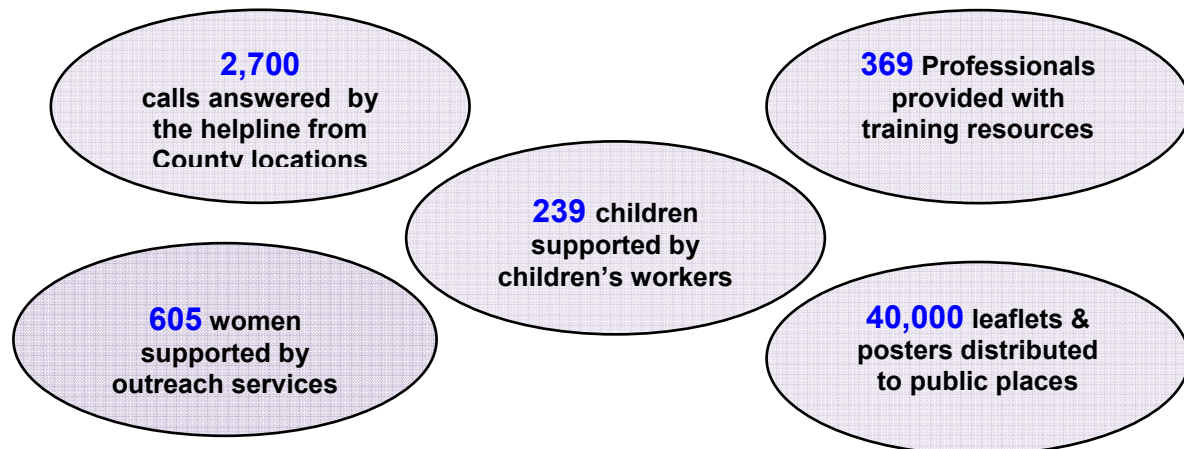 2,700
calls answered by
the helpline from
County locations
369 Professionals
provided with
training resources
239 children
supported by
children’s workers
605 women
supported by
outreach services
40,000 leaflets &
posters distributed
to public places